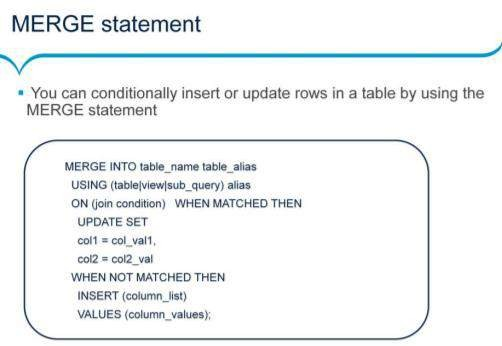 MERGE statement
▪ You can conditionally insert or update rows in a table by using the
MERGE statement
MERGE INTO table_name table_alias
USING (table|view|sub_query) alias
ON (join condition) WHEN MATCHED THEN
UPDATE SET
col1 = col_val1,
col2 = col2_val
WHEN NOT MATCHED THEN
INSERT (column_list)
VALUES (column_values);